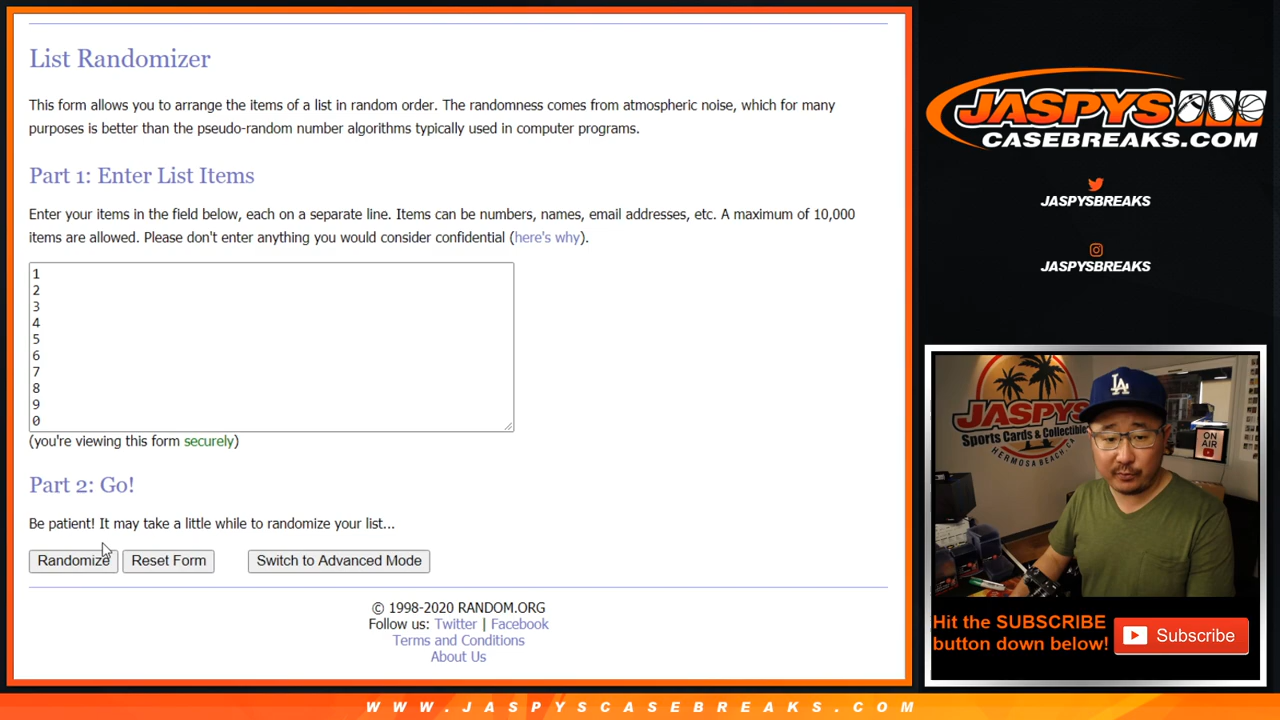 List Randomizer
This form allows you to arrange the items of a list in random order. The randomness comes from atmospheric noise, which for many
purposes is better than the pseudo-random number algorithms typically used in computer programs.
Part 1: Enter List Items
Enter your items in the field below, each on a separate line. Items can be numbers, names, email addresses, etc. A maximum of 10,000
items are allowed. Please don't enter anything you would consider confidential (here's why).
1
2
3
4
5
6
7
8
9
0
(you're viewing this form securely)
Part 2: Go!
Be patient! It may take a little while to randomize your list...
Randomize
Reset Form
Switch to Advanced Mode
© 1998-2020 RANDOM.ORG
Follow us: Twitter | Facebook
Terms and Conditions
About Us
JASPYS
CASEBREAKS.COM
JASPYSBREAKS
JASPYSBREAKS
JASPYS
Sports Cards & Collectibles
HERMOSA BEACH, CA
LA
ON
AIR
Hit the SUBSCRIBE
button down below!
Subscribe
WWW.JASPYSCASEBREAKS.COM